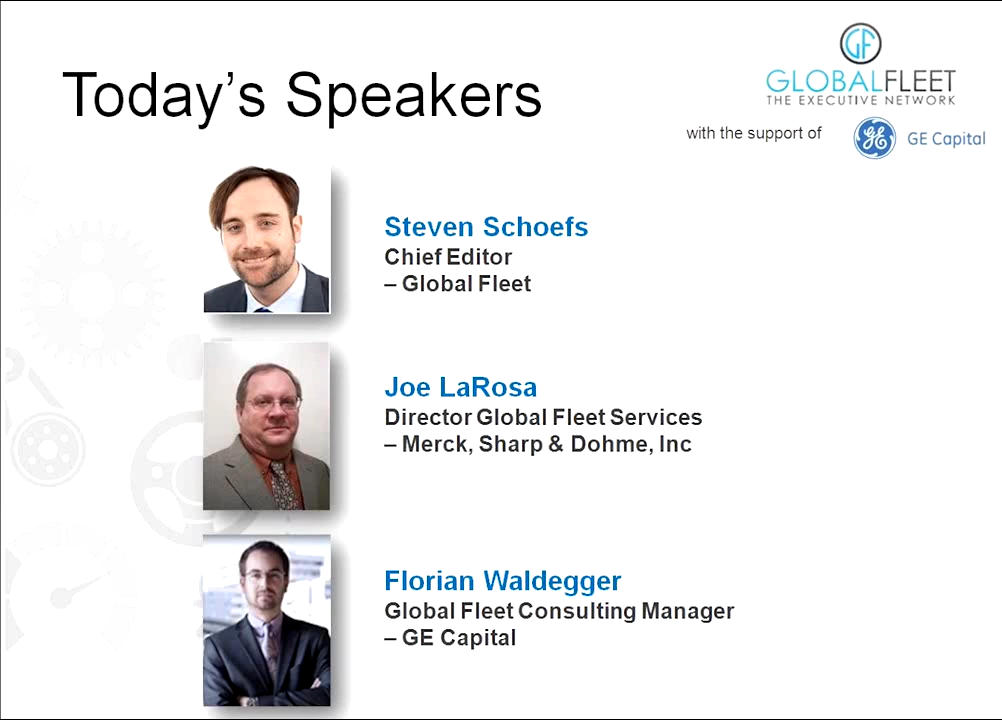 Today’s Speakers
GF
GLOBALFLEET
THE EXECUTIVE NETWORK
with the support of
GE
GE Capital
Steven Schoefs
Chief Editor
– Global Fleet
Joe LaRosa
Director Global Fleet Services
– Merck, Sharp & Dohme, Inc
Florian Waldegger
Global Fleet Consulting Manager
– GE Capital